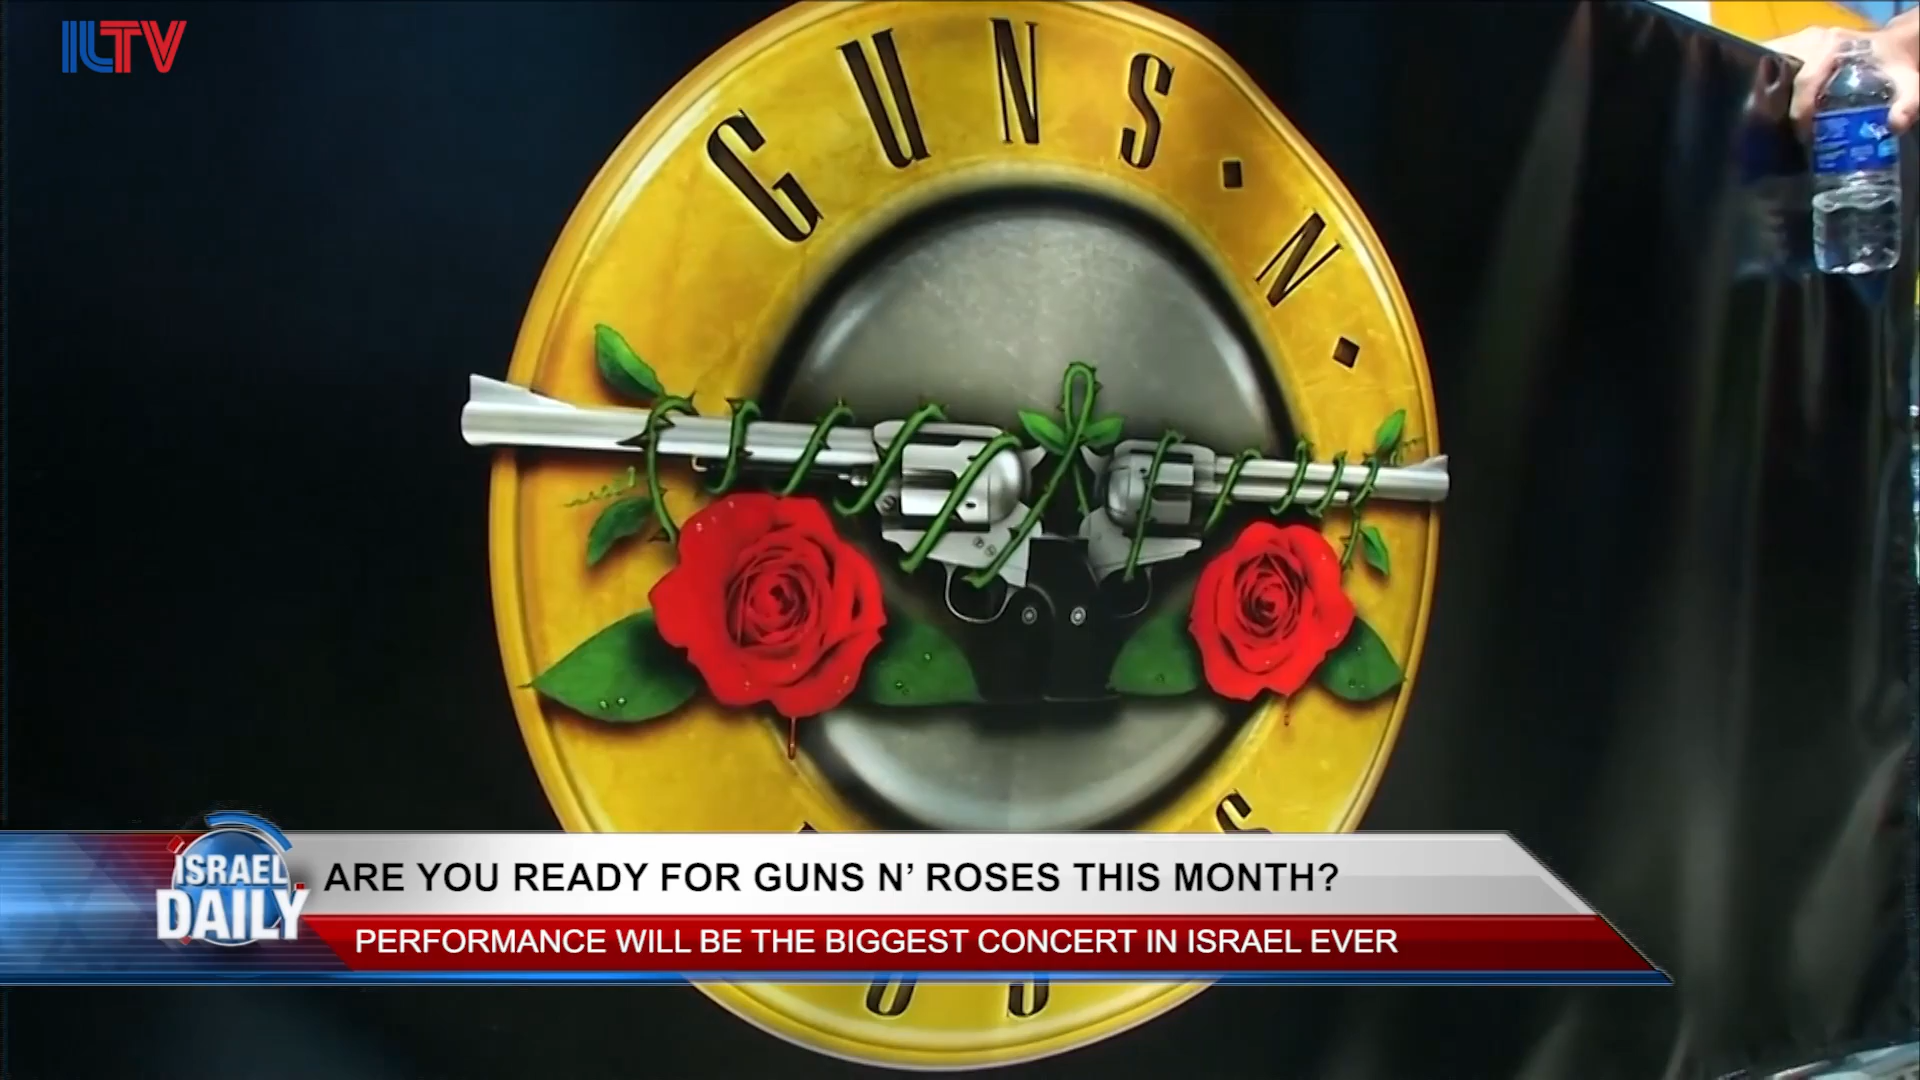 ILTV
GUNS
N
ISRAEL
DAILY
ARE YOU READY FOR GUNS N’ ROSES THIS MONTH?
PERFORMANCE WILL BE THE BIGGEST CONCERT IN ISRAEL EVER